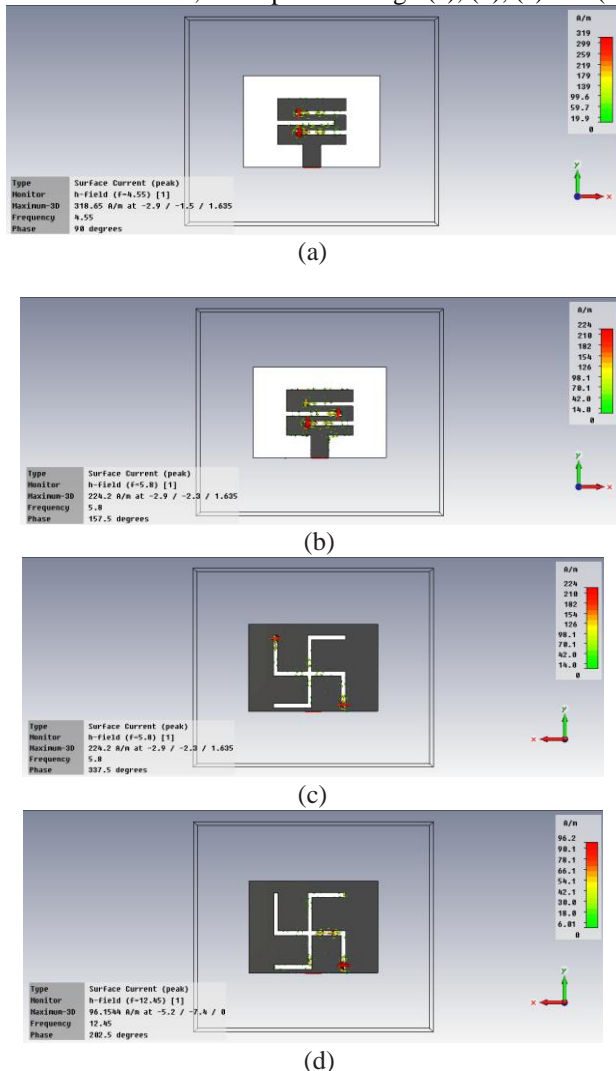 A/m
319
299
259
219
179
139
99.6
59.7
19.9
0
y
x
Type Surface Current (peak)
Monitor h-field (f=4.55) [1]
Maximum-3D 318.65 A/m at -2.9 / -1.5 / 1.635
Frequency 4.55
Phase 90 degrees
(a)
A/m
224
210
182
154
126
98.1
70.1
42.0
14.0
0
y
x
Type Surface Current (peak)
Monitor h-field (f=5.8) [1]
Maximum-3D 224.2 A/m at -2.9 / -2.3 / 1.635
Frequency 5.8
Phase 157.5 degrees
(b)
A/m
224
210
182
154
126
98.1
70.1
42.0
14.0
0
y
x
Type Surface Current (peak)
Monitor h-field (f=5.8) [1]
Maximum-3D 224.2 A/m at -2.9 / -2.3 / 1.635
Frequency 5.8
Phase 337.5 degrees
(c)
A/m
96.2
90.1
78.1
66.1
54.1
42.1
30.0
18.0
6.01
0
y
x
Type Surface Current (peak)
Monitor h-field (f=12.45) [1]
Maximum-3D 96.1544 A/m at -5.2 / -7.4 / 0
Frequency 12.45
Phase 202.5 degrees
(d)